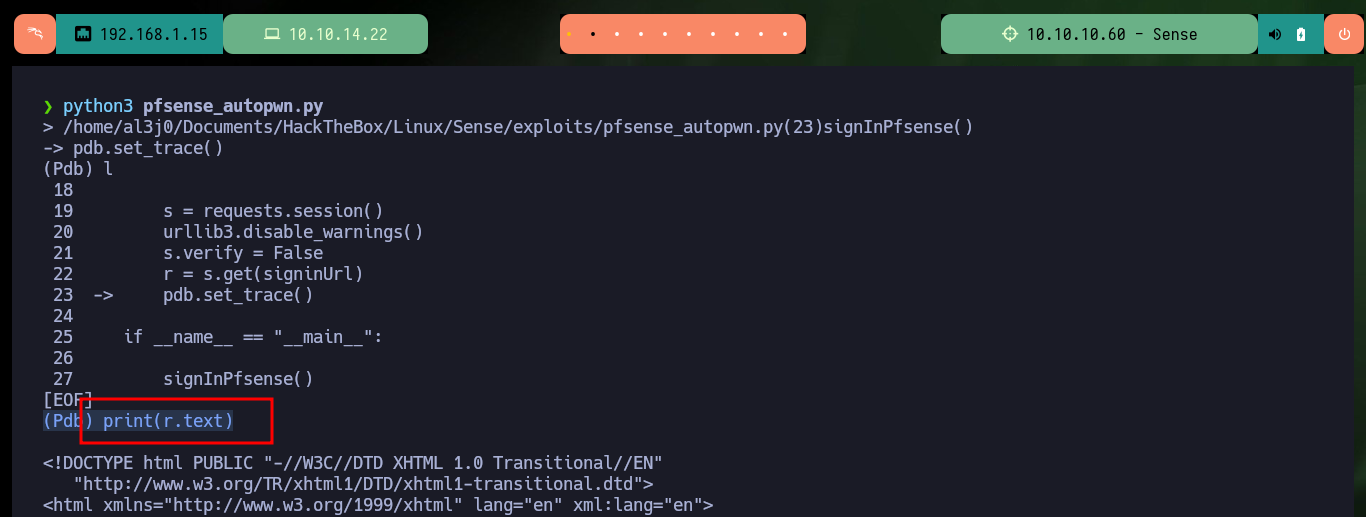 192.168.1.15
10.10.14.22
10.10.10.60 - Sense
❯ python3 pfsense_autopwn.py
> /home/al3j0/Documents/HackTheBox/Linux/Sense/exploits/pfsense_autopwn.py(23)signInPfsense()
-> pdb.set_trace()
(Pdb) l
18
19 s = requests.session()
20 urllib3.disable_warnings()
21 s.verify = False
22 r = s.get(signinUrl)
23 -> pdb.set_trace()
24
25 if __name__ == "__main__":
26
27 signInPfsense()
[EOF]
(Pdb) print(r.text)
<!DOCTYPE html PUBLIC "-//W3C//DTD XHTML 1.0 Transitional//EN"
"http://www.w3.org/TR/xhtml1/DTD/xhtml1-transitional.dtd">
<html xmlns="http://www.w3.org/1999/xhtml" lang="en" xml:lang="en">